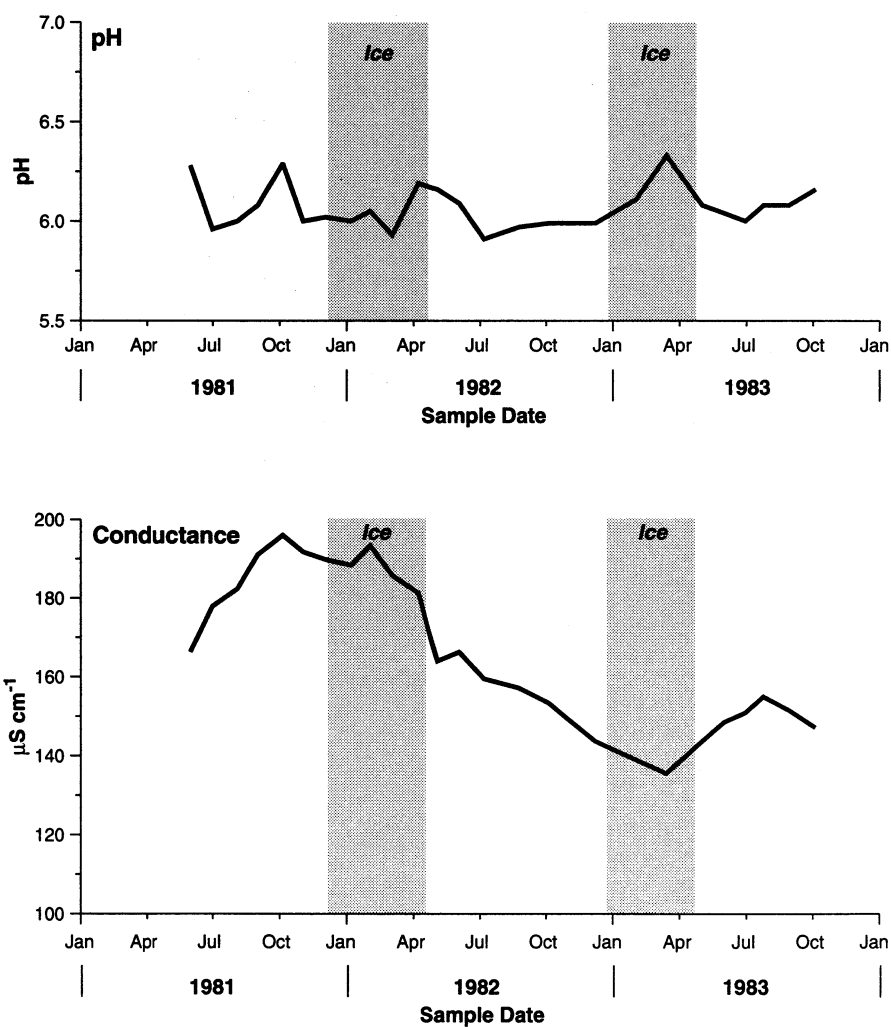 7.0
pH
Ice
Ice
6.5
pH
6.0
5.5
Jan Apr Jul Oct Jan Apr Jul Oct Jan Apr Jul Oct Jan
1981 1982 1983
Sample Date
200
Conductance
Ice
Ice
180
160
μS cm⁻¹
140
120
100
Jan Apr Jul Oct Jan Apr Jul Oct Jan Apr Jul Oct Jan
1981 1982 1983
Sample Date